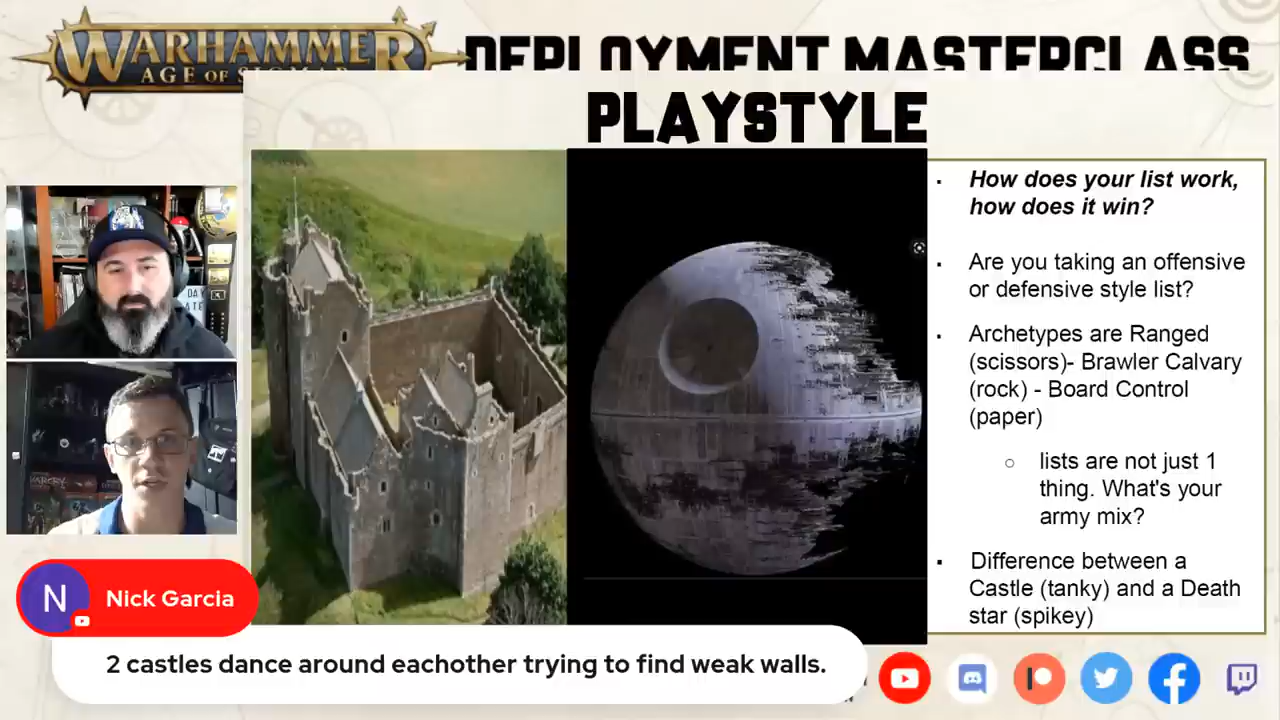 WARHAMMER
AGE OF SIGMAR
DEPLOYMENT MASTERCLASS
PLAYSTYLE
How does your list work,
how does it win?
Are you taking an offensive
or defensive style list?
Archetypes are Ranged
(scissors)- Brawler Calvary
(rock) - Board Control
(paper)
lists are not just 1
thing. What's your
army mix?
Difference between a
Castle (tanky) and a Death
star (spikey)
DAY
N
Nick Garcia
2 castles dance around eachother trying to find weak walls.